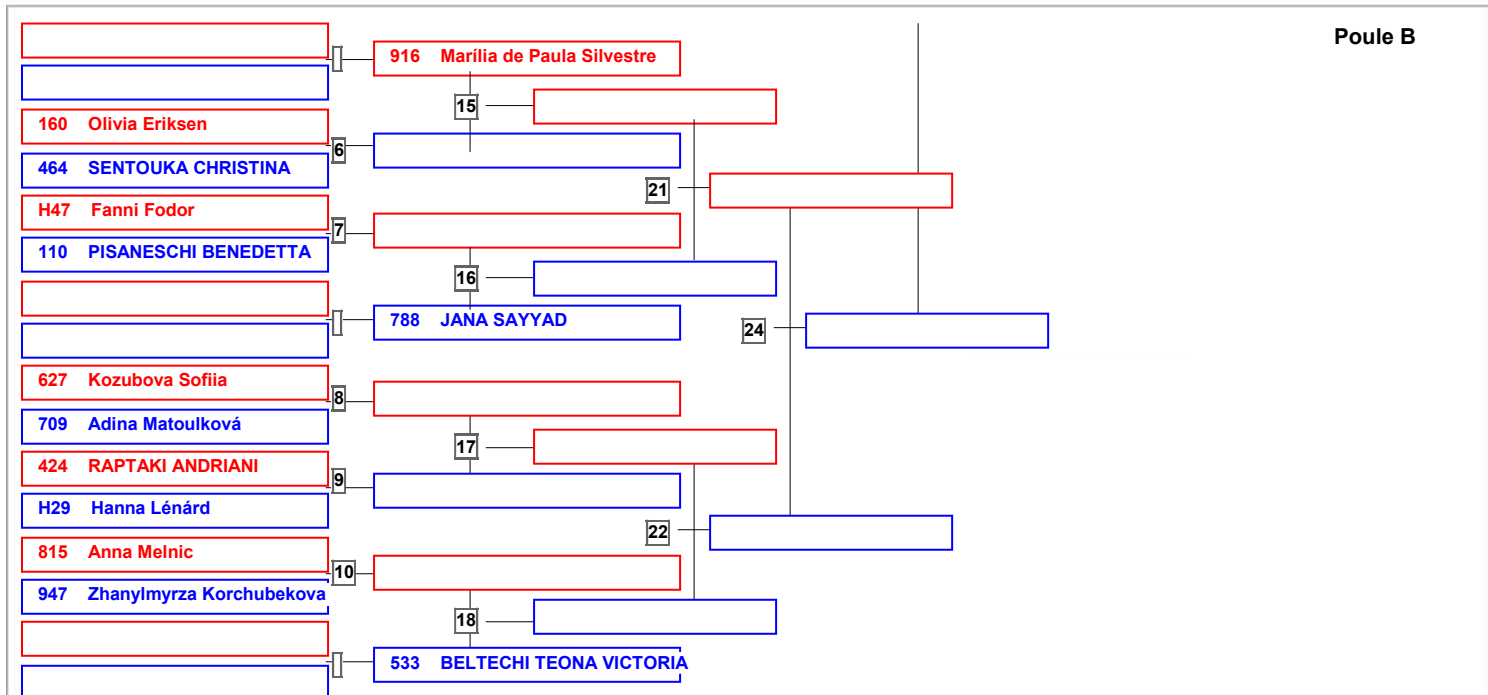 Poule B
916 Marília de Paula Silvestre
15
160 Olivia Eriksen
6
464 SENTOUKA CHRISTINA
21
H47 Fanni Fodor
7
110 PISANESCHI BENEDETTA
16
788 JANA SAYYAD
24
627 Kozubova Sofiia
8
709 Adina Matoulková
17
424 RAPTAKI ANDRIANI
9
H29 Hanna Lénárd
22
815 Anna Melnic
10
947 Zhanylmyrza Korchubekova
18
533 BELTECHI TEONA VICTORIA